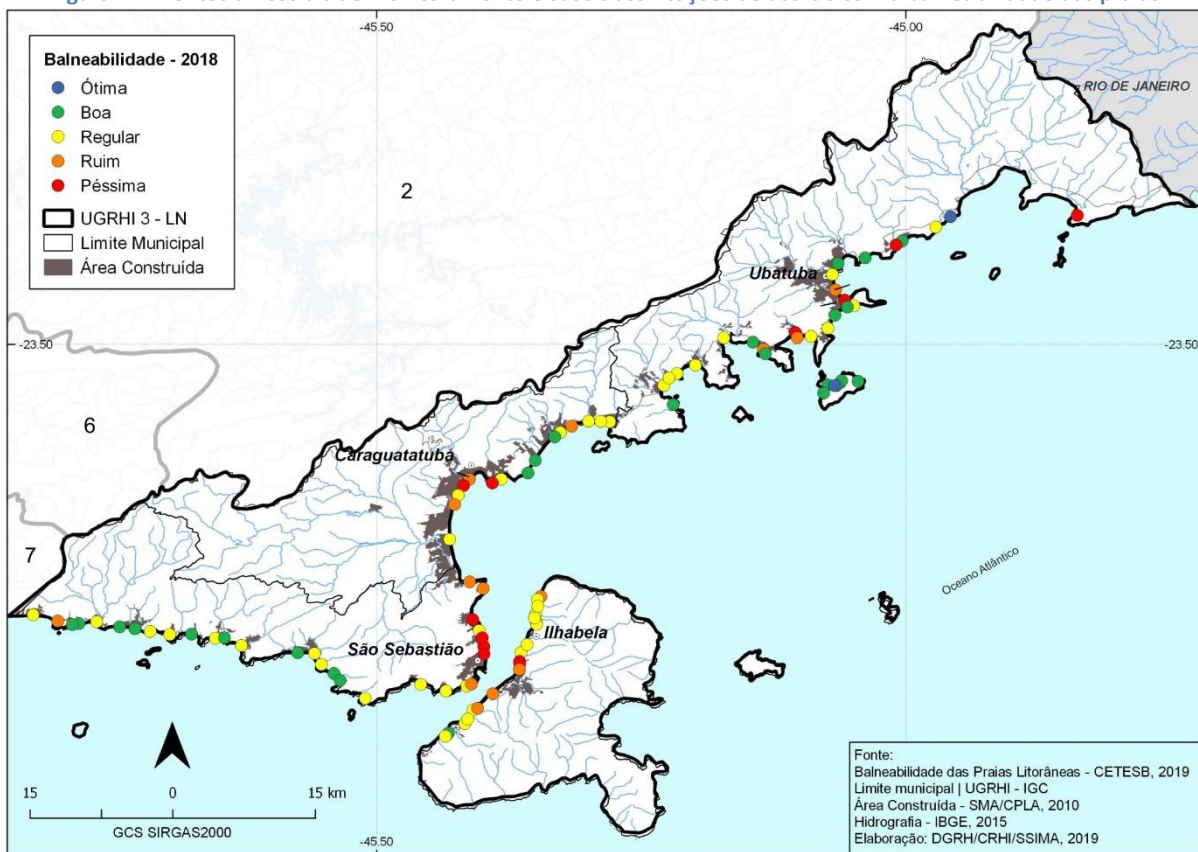 -45.50
-45.00
Balneabilidade - 2018
Ótima
Boa
Regular
Ruim
Péssima
UGRHI 3 - LN
Limite Municipal
Área Construída
RIO DE JANEIRO
2
Ubatuba
-23.50
-23.50
6
Caraguatatuba
7
Oceano Atlântico
Ilhabela
São Sebastião
15 0 15 km
GCS SIRGAS2000
-45.50
Fonte:
Balneabilidade das Praias Litorâneas - CETESB, 2019
Limite municipal | UGRHI - IGC
Área Construída - SMA/CPLA, 2010
Hidrografia - IBGE, 2015
Elaboração: DGRH/CRHI/SSIMA, 2019